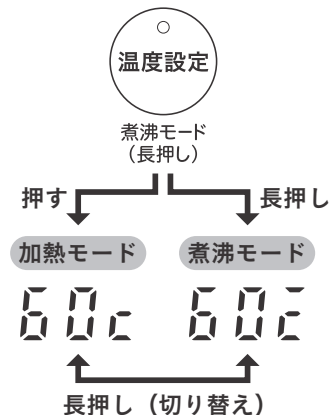 温度設定
煮沸モード
(長押し)
押す 長押し
加熱モード 煮沸モード
60c 60c̄
長押し(切り替え)